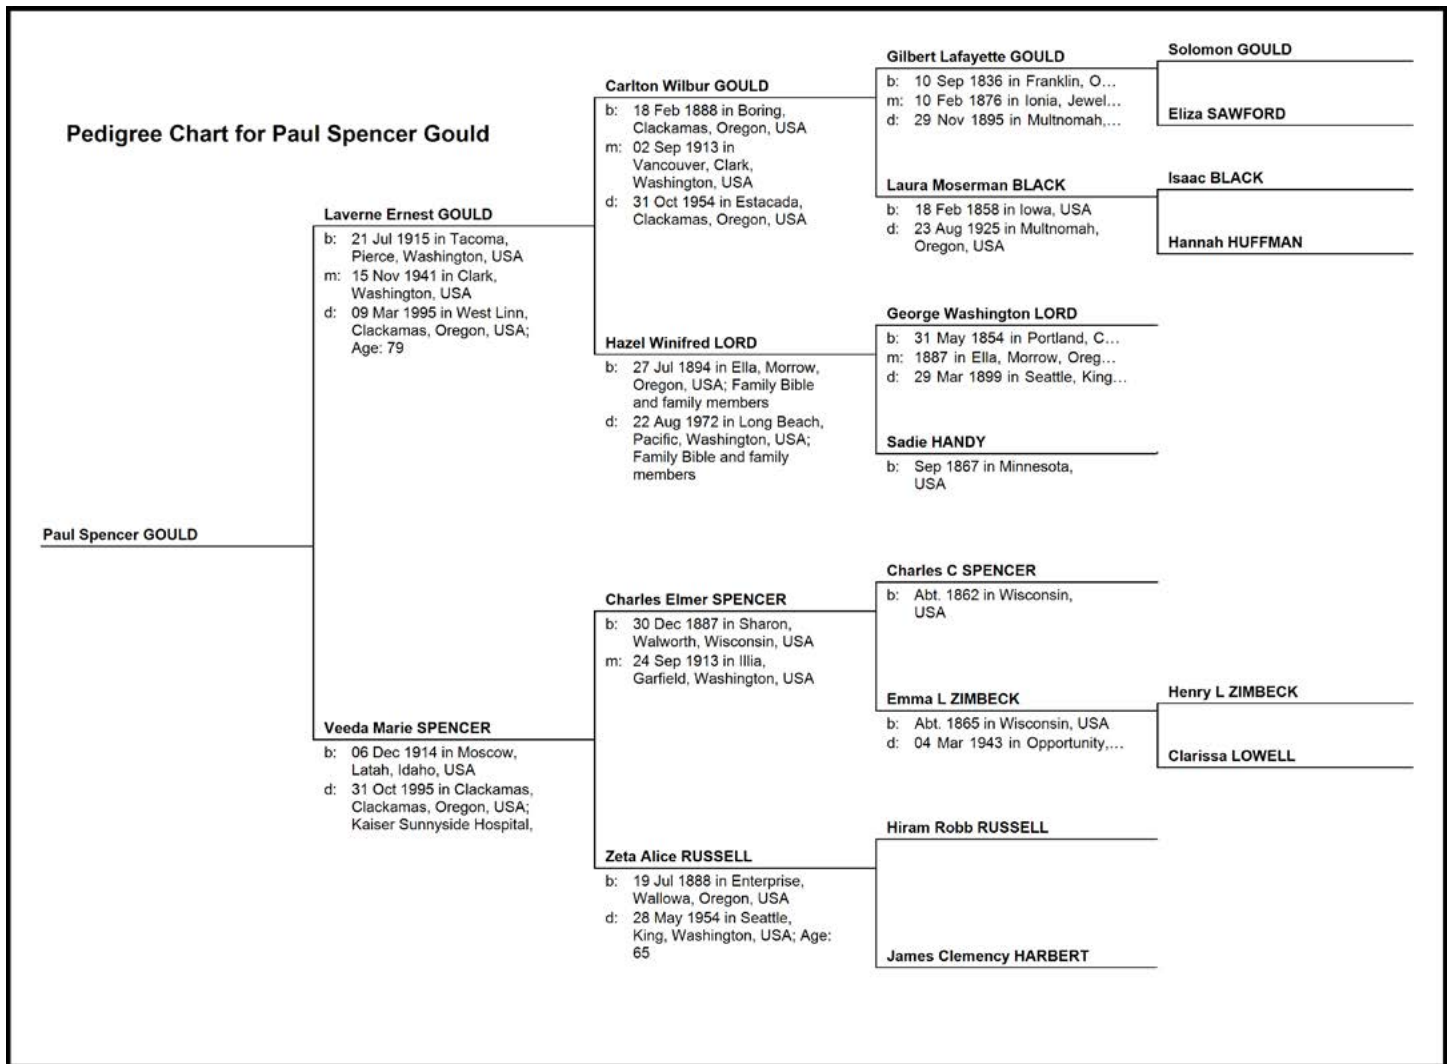 Pedigree Chart for Paul Spencer Gould
Paul Spencer GOULD
Laverne Ernest GOULD
b: 21 Jul 1915 in Tacoma,
Pierce, Washington, USA
m: 15 Nov 1941 in Clark,
Washington, USA
d: 09 Mar 1995 in West Linn,
Clackamas, Oregon, USA;
Age: 79
Veeda Marie SPENCER
b: 06 Dec 1914 in Moscow,
Latah, Idaho, USA
d: 31 Oct 1995 in Clackamas,
Clackamas, Oregon, USA;
Kaiser Sunnyside Hospital,
Carlton Wilbur GOULD
b: 18 Feb 1888 in Boring,
Clackamas, Oregon, USA
m: 02 Sep 1913 in
Vancouver, Clark,
Washington, USA
d: 31 Oct 1954 in Estacada,
Clackamas, Oregon, USA
Hazel Winifred LORD
b: 27 Jul 1894 in Ella, Morrow,
Oregon, USA; Family Bible
and family members
d: 22 Aug 1972 in Long Beach,
Pacific, Washington, USA;
Family Bible and family
members
Charles Elmer SPENCER
b: 30 Dec 1887 in Sharon,
Walworth, Wisconsin, USA
m: 24 Sep 1913 in Illia,
Garfield, Washington, USA
Zeta Alice RUSSELL
b: 19 Jul 1888 in Enterprise,
Wallowa, Oregon, USA
d: 28 May 1954 in Seattle,
King, Washington, USA; Age:
65
Gilbert Lafayette GOULD
b: 10 Sep 1836 in Franklin, O…
m: 10 Feb 1876 in Ionia, Jewel…
d: 29 Nov 1895 in Multnomah,…
Laura Moserman BLACK
b: 18 Feb 1858 in Iowa, USA
d: 23 Aug 1925 in Multnomah,
Oregon, USA
George Washington LORD
b: 31 May 1854 in Portland, C…
m: 1887 in Ella, Morrow, Oreg…
d: 29 Mar 1899 in Seattle, King…
Sadie HANDY
b: Sep 1867 in Minnesota,
USA
Charles C SPENCER
b: Abt. 1862 in Wisconsin,
USA
Emma L ZIMBECK
b: Abt. 1865 in Wisconsin, USA
d: 04 Mar 1943 in Opportunity,…
Hiram Robb RUSSELL
James Clemency HARBERT
Solomon GOULD
Eliza SAWFORD
Isaac BLACK
Hannah HUFFMAN
Henry L ZIMBECK
Clarissa LOWELL